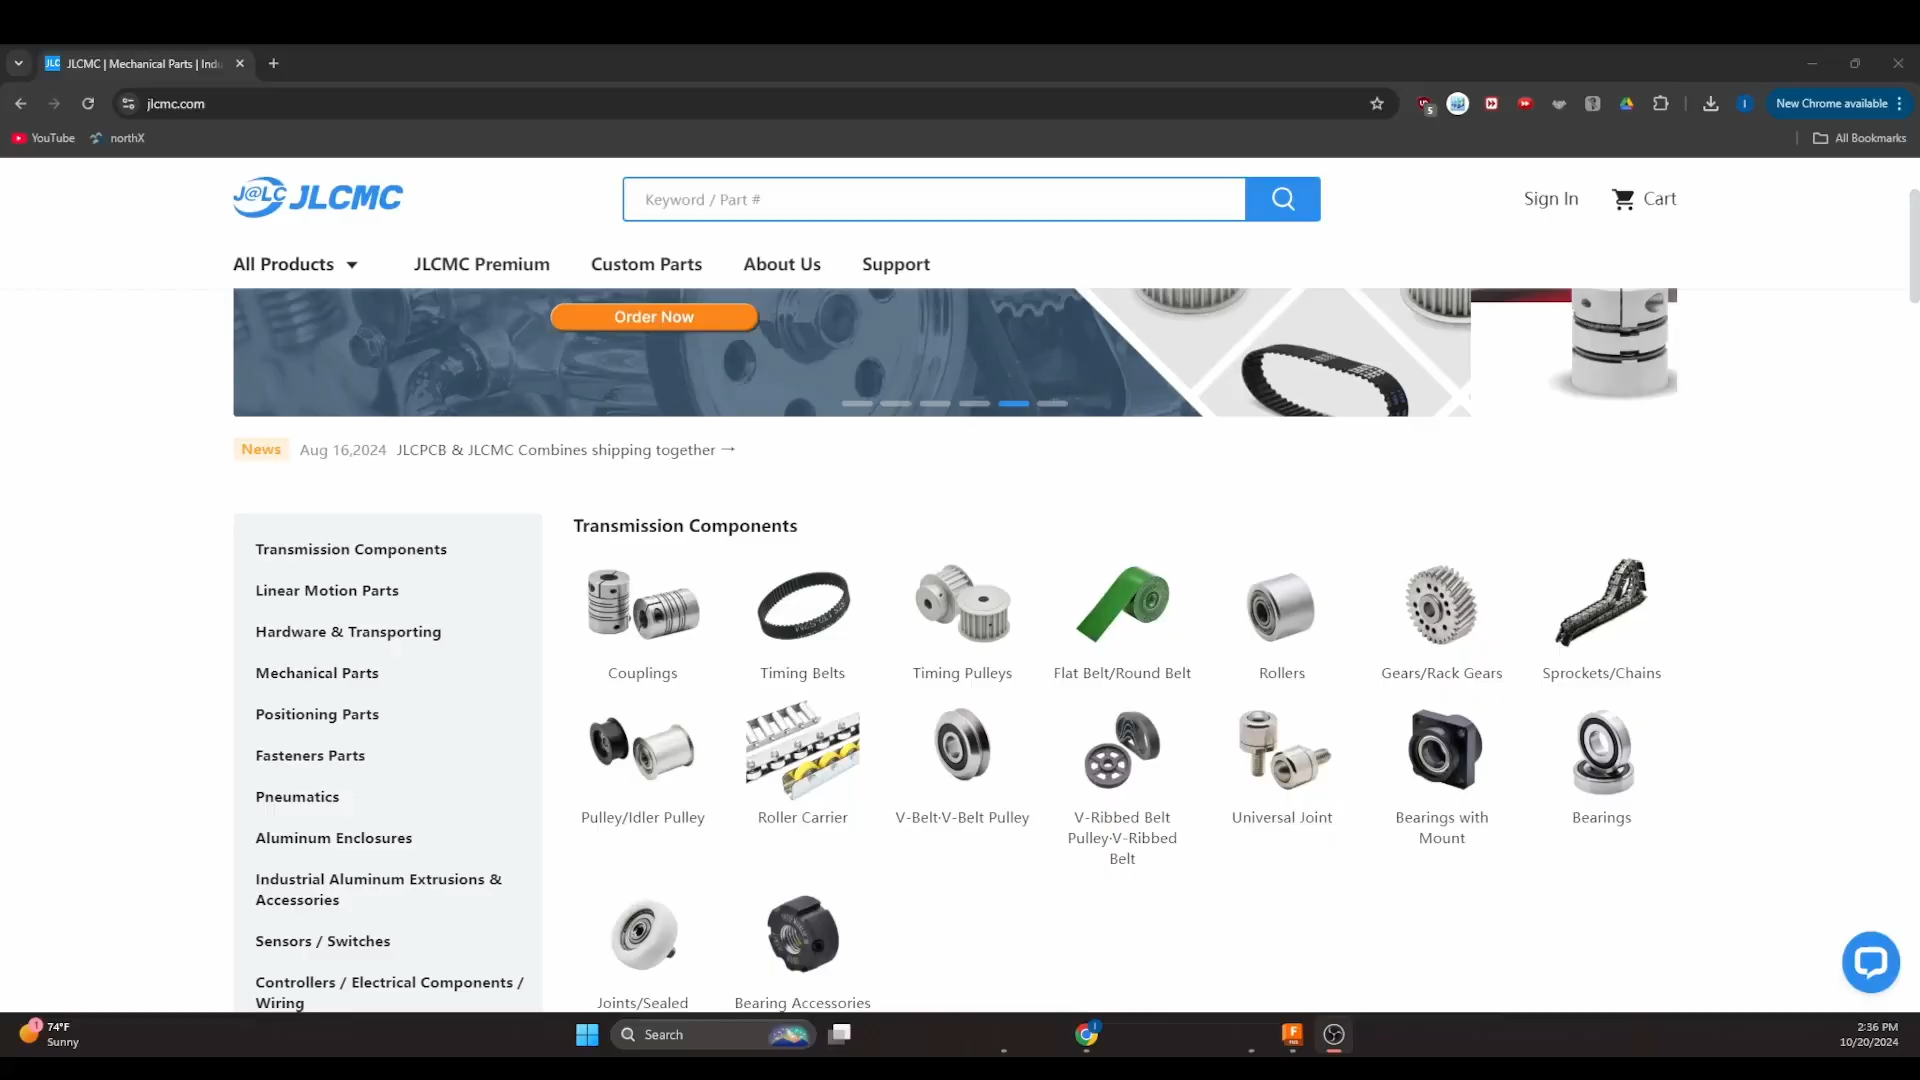 JLC JLCMC | Mechanical Parts | Indu
jlcmc.com
5
New Chrome available
YouTube northX
All Bookmarks
J@LC JLCMC
Keyword / Part #
Sign In Cart
All Products JLCMC Premium Custom Parts About Us Support
Order Now
News Aug 16,2024 JLCPCB & JLCMC Combines shipping together →
Transmission Components
Linear Motion Parts
Hardware & Transporting
Mechanical Parts
Positioning Parts
Fasteners Parts
Pneumatics
Aluminum Enclosures
Industrial Aluminum Extrusions &
Accessories
Sensors / Switches
Controllers / Electrical Components /
Wiring
Transmission Components
Couplings Timing Belts Timing Pulleys Flat Belt/Round Belt Rollers Gears/Rack Gears Sprockets/Chains
Pulley/Idler Pulley Roller Carrier V-Belt·V-Belt Pulley V-Ribbed Belt Universal Joint Bearings with Bearings
Pulley·V-Ribbed Mount
Belt
Joints/Sealed Bearing Accessories
1 74°F
Sunny
Search
2:36 PM
10/20/2024